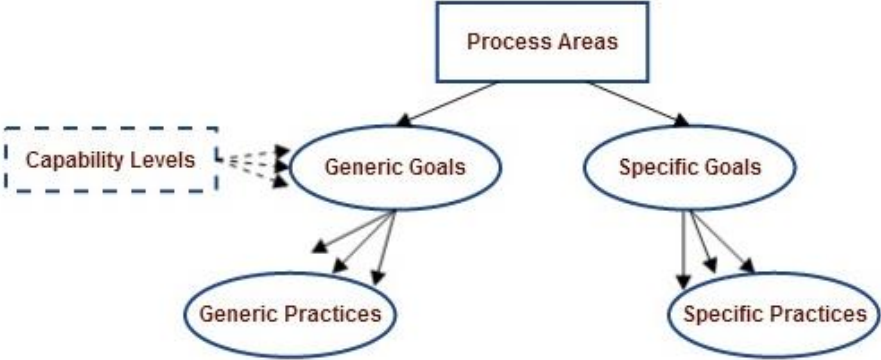 Process Areas
Capability Levels
Generic Goals
Specific Goals
Generic Practices
Specific Practices